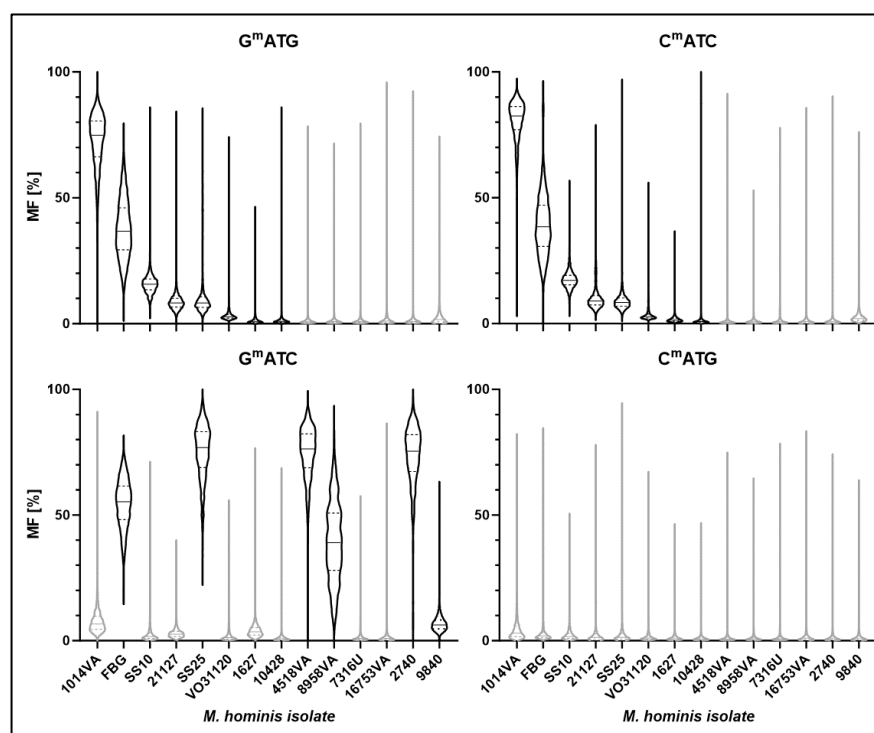 GᵐATG
CᵐATC
100
50
0
MF [%]
100
50
0
GᵐATC
CᵐATG
100
50
0
MF [%]
100
50
0
1014VA FBG SS10 21127 SS25 VO31120 1627 10428 4518VA 8958VA 7316U 16753VA 2740 9840
1014VA FBG SS10 21127 SS25 VO31120 1627 10428 4518VA 8958VA 7316U 16753VA 2740 9840
M. hominis isolate
M. hominis isolate